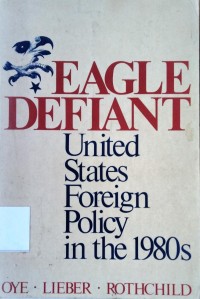 EAGLE
DEFIANT
United
States
Foreign
Policy
in the 1980s
OYE · LIEBER · ROTHCHILD